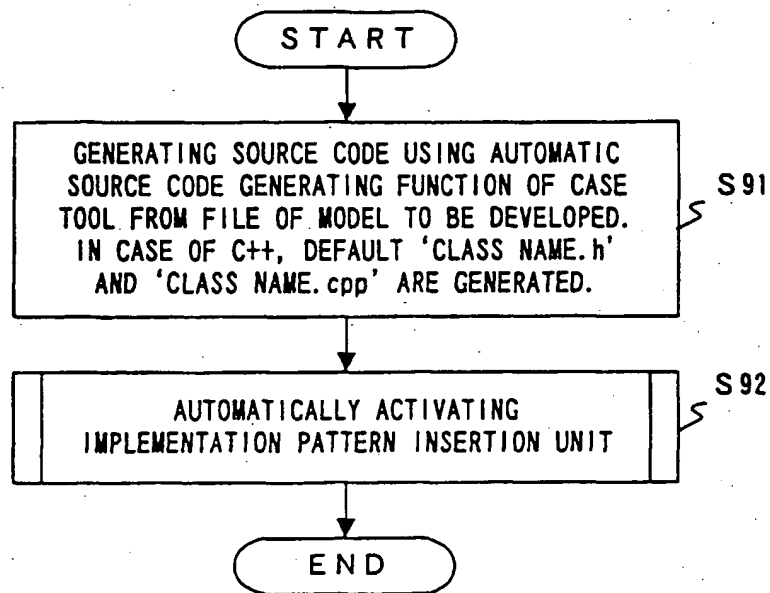 START
GENERATING SOURCE CODE USING AUTOMATIC
SOURCE CODE GENERATING FUNCTION OF CASE
TOOL FROM FILE OF MODEL TO BE DEVELOPED.
IN CASE OF C++, DEFAULT ‘CLASS NAME.h’
AND ‘CLASS NAME.cpp’ ARE GENERATED.
S91
AUTOMATICALLY ACTIVATING
IMPLEMENTATION PATTERN INSERTION UNIT
S92
END